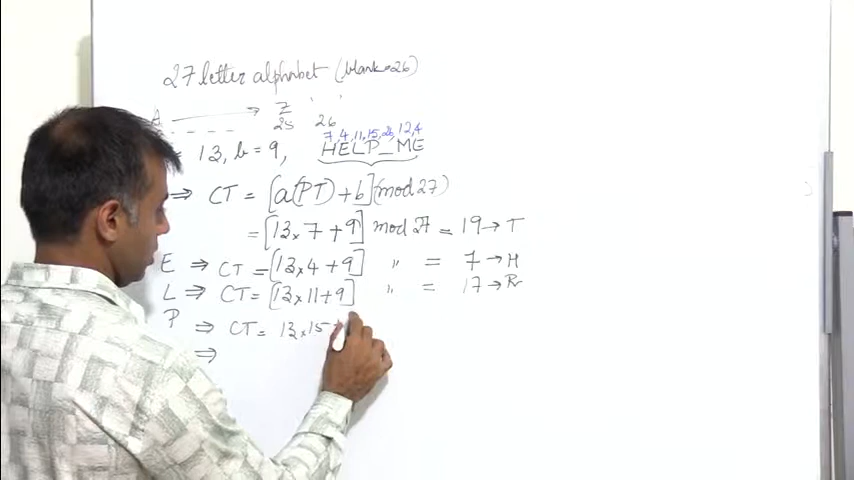 27 letter alphabet (blank=26)
A → Z
25 26
7,4,11,15,26,12,4
= 13, b = 9, HELP_ME
⇒ CT = [a(PT) + b] (mod 27)
= [13 × 7 + 9] mod 27 = 19 → T
E ⇒ CT = [13 × 4 + 9] " = 7 → H
L ⇒ CT = [13 × 11 + 9] " = 17 → R
P ⇒ CT = 13 × 15 +
⇒